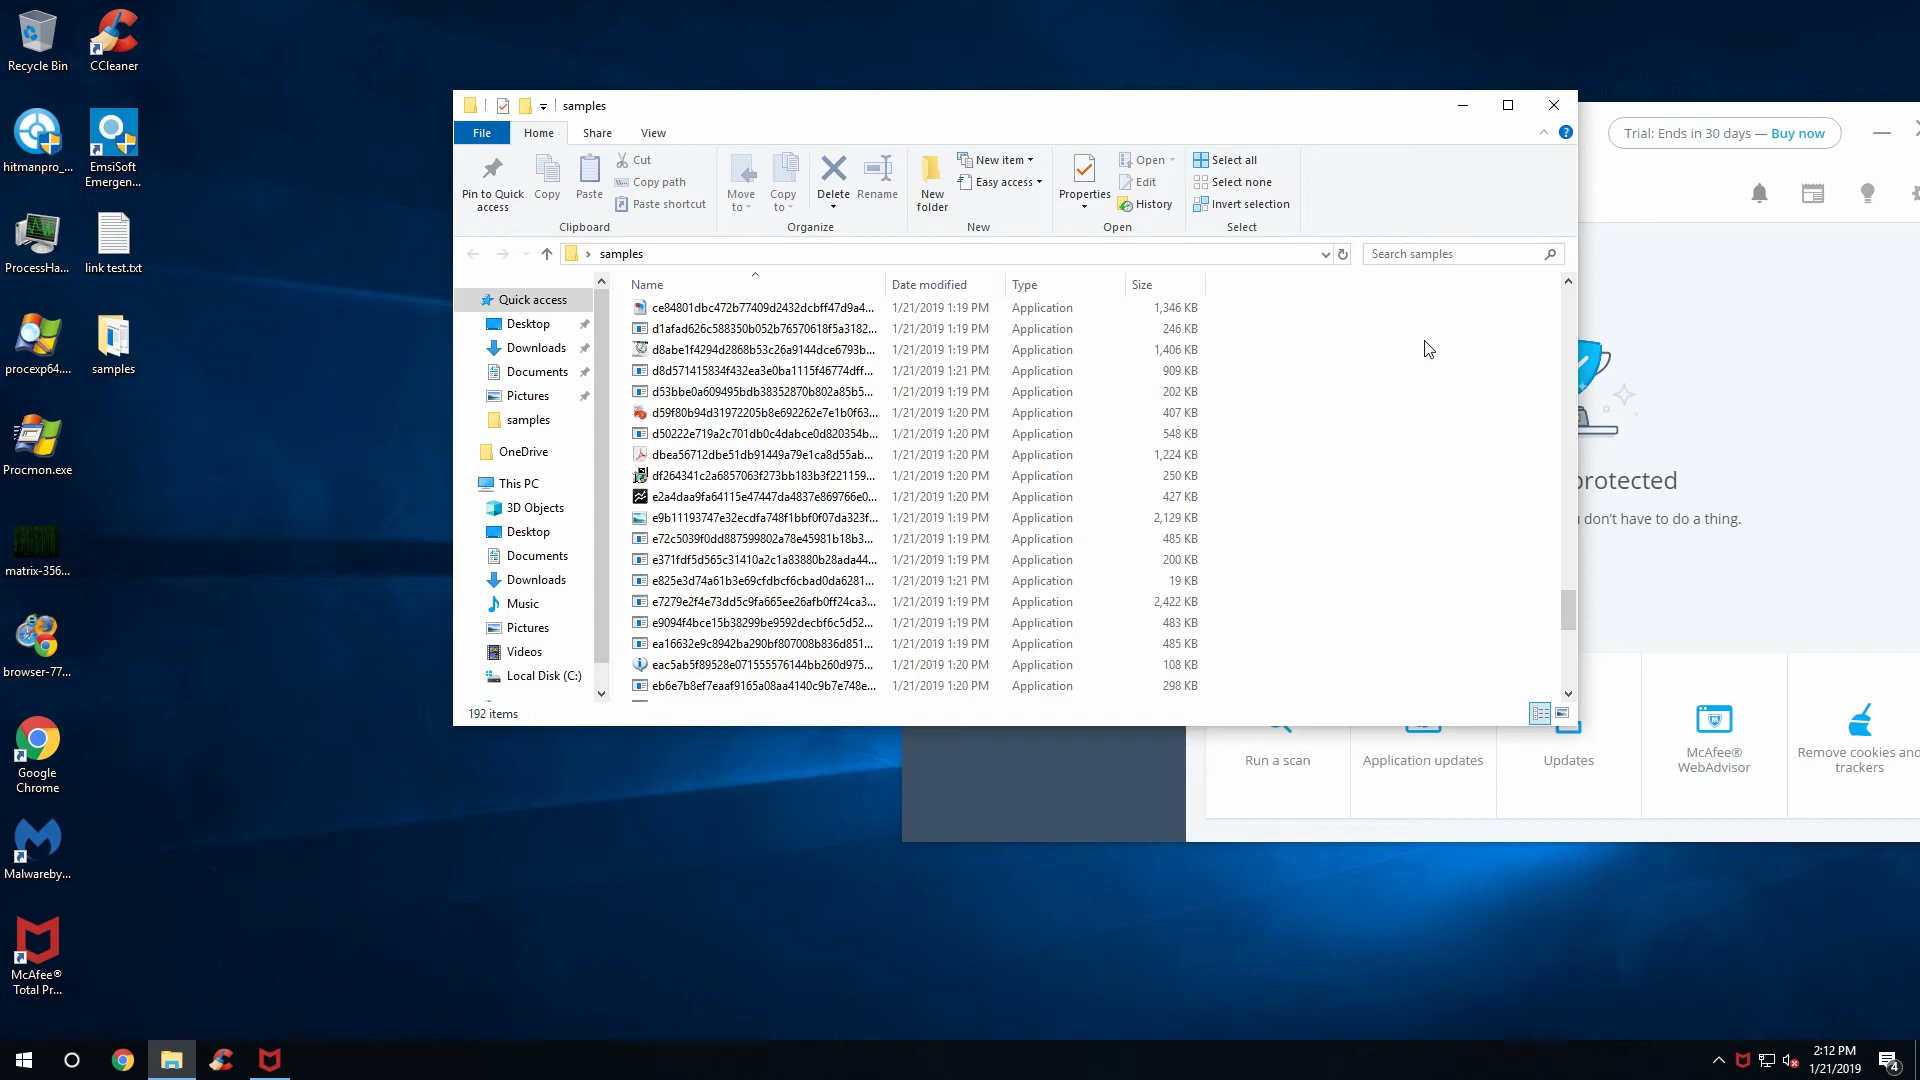 Recycle Bin
CCleaner
hitmanpro_...
EmsiSoft
Emergen...
ProcessHa...
link test.txt
procexp64....
samples
Procmon.exe
matrix-356...
browser-77...
Google
Chrome
Malwareby...
McAfee®
Total Pr...
samples
File
Home
Share
View
Pin to Quick
access
Copy
Paste
Cut
Copy path
Paste shortcut
Clipboard
Move
to
Copy
to
Delete
Rename
Organize
New
folder
New item
Easy access
New
Properties
Open
Edit
History
Open
Select all
Select none
Invert selection
Select
samples
Search samples
Quick access
Desktop
Downloads
Documents
Pictures
samples
OneDrive
This PC
3D Objects
Desktop
Documents
Downloads
Music
Pictures
Videos
Local Disk (C:)
Name Date modified Type Size
ce84801dbc472b77409d2432dcbff47d9a4... 1/21/2019 1:19 PM Application 1,346 KB
d1afad626c588350b052b76570618f5a3182... 1/21/2019 1:19 PM Application 246 KB
d8abe1f4294d2868b53c26a9144dce6793b... 1/21/2019 1:19 PM Application 1,406 KB
d8d571415834f432ea3e0ba1115f46774dff... 1/21/2019 1:21 PM Application 909 KB
d53bbe0a609495bdb38352870b802a85b5... 1/21/2019 1:19 PM Application 202 KB
d59f80b94d31972205b8e692262e7e1b0f63... 1/21/2019 1:20 PM Application 407 KB
d50222e719a2c701db0c4dabce0d820354b... 1/21/2019 1:20 PM Application 548 KB
dbea56712dbe51db91449a79e1ca8d55ab... 1/21/2019 1:20 PM Application 1,224 KB
df264341c2a6857063f273bb183b3f221159... 1/21/2019 1:20 PM Application 250 KB
e2a4daa9fa64115e47447da4837e869766e0... 1/21/2019 1:20 PM Application 427 KB
e9b11193747e32ecdfa748f1bbf0f07da323f... 1/21/2019 1:19 PM Application 2,129 KB
e72c5039f0dd887599802a78e45981b18b3... 1/21/2019 1:19 PM Application 485 KB
e371fdf5d565c31410a2c1a83880b28ada44... 1/21/2019 1:19 PM Application 200 KB
e825e3d74a61b3e69cfdbcf6cbad0da6281... 1/21/2019 1:21 PM Application 19 KB
e7279e2f4e73dd5c9fa665ee26afb0ff24ca3... 1/21/2019 1:19 PM Application 2,422 KB
e9094f4bce15b38299be9592decbf6c5d52... 1/21/2019 1:19 PM Application 483 KB
ea16632e9c8942ba290bf807008b836d851... 1/21/2019 1:19 PM Application 485 KB
eac5ab5f89528e071555576144bb260d975... 1/21/2019 1:20 PM Application 108 KB
eb6e7b8ef7eaaf9165a08aa4140c9b7e748e... 1/21/2019 1:20 PM Application 298 KB
192 items
Trial: Ends in 30 days — Buy now
protected
don't have to do a thing.
Run a scan
Application updates
Updates
McAfee®
WebAdvisor
Remove cookies and
trackers
2:12 PM
1/21/2019
4